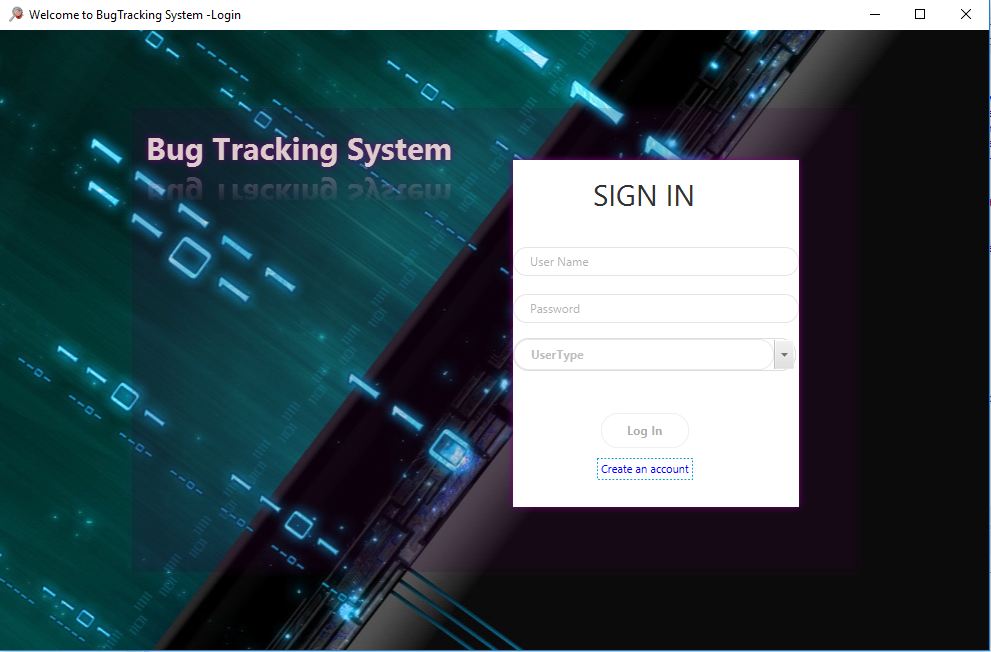 Welcome to BugTracking System -Login
Bug Tracking System
SIGN IN
User Name
Password
UserType
Log In
Create an account